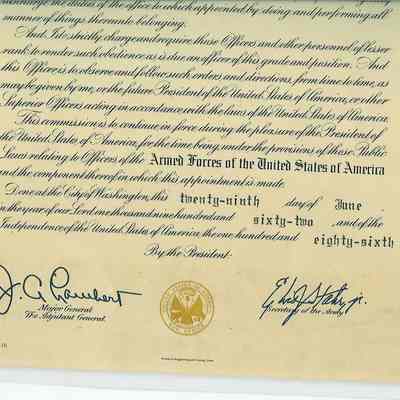 discharge the duties of the office to which appointed by doing and performing all
manner of things thereunto belonging.
And I do strictly charge and require those Officers and other personnel of lesser
rank to render such obedience as is due an officer of this grade and position. And
this Officer is to observe and follow such orders and directions, from time to time, as
may be given by me, or the future President of the United States of America, or other
Superior Officers acting in accordance with the laws of the United States of America.
This commission is to continue in force during the pleasure of the President of
the United States of America, for the time being, under the provisions of those Public
Laws relating to Officers of the Armed Forces of the United States of America
and the component thereof in which this appointment is made.
Done at the City of Washington, this twenty-ninth day of June
in the year of our Lord one thousand nine hundred and sixty-two, and of the
Independence of the United States of America, the one hundred and eighty-sixth
By the President:
J. C. Lambert
Major General
The Adjutant General.
Secretary of the Army